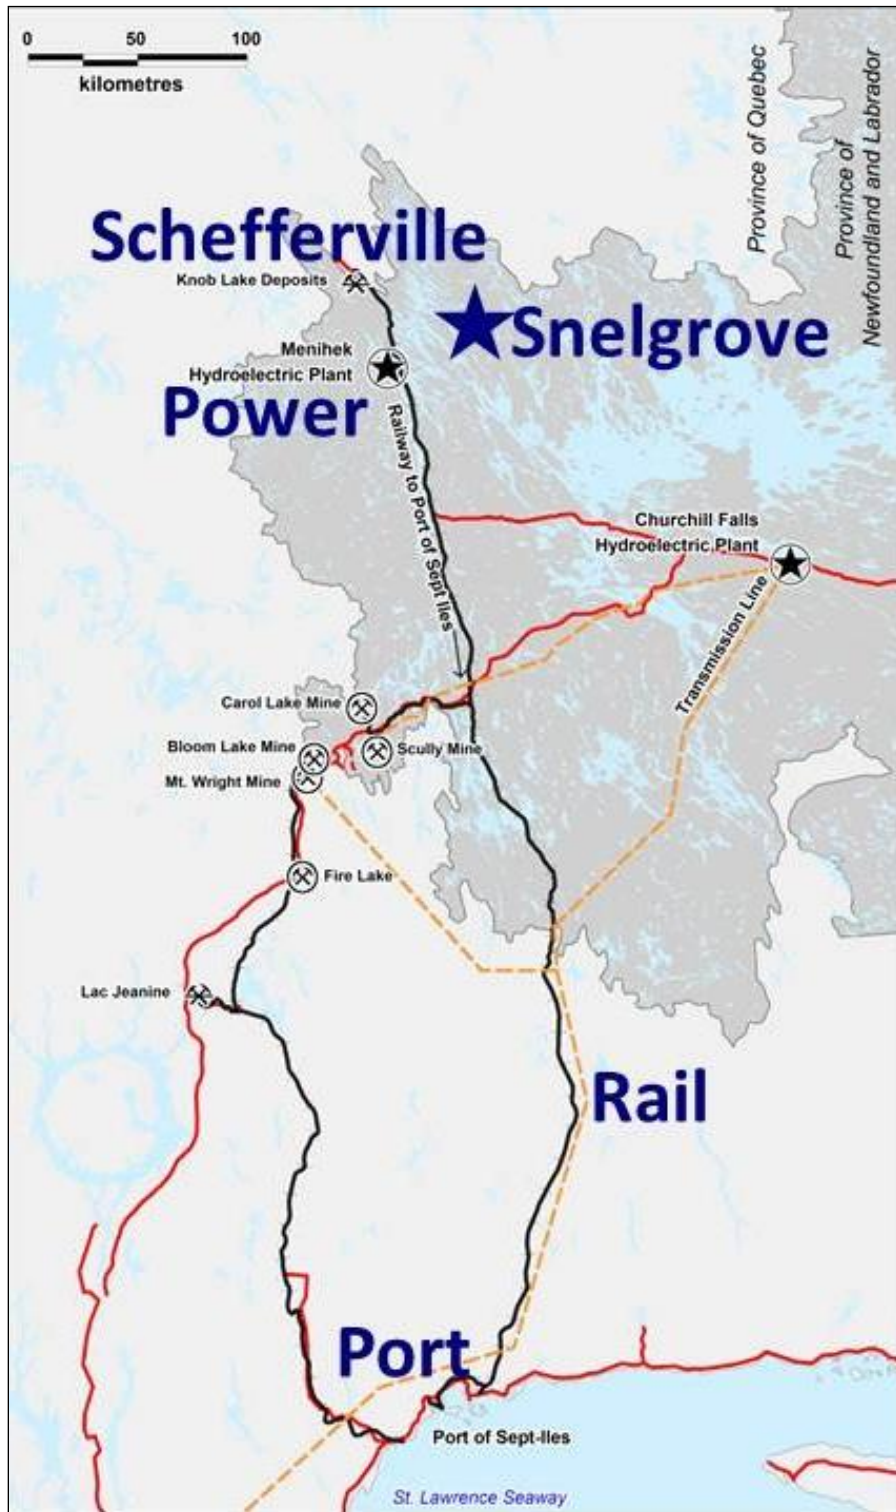 0 50 100
kilometres
Province of Quebec
Province of
Newfoundland and Labrador
Schefferville
Knob Lake Deposits
Snelgrove
Menihek
Hydroelectric Plant
Power
Railway to Port of Sept Iles
Churchill Falls
Hydroelectric Plant
Transmission Line
Carol Lake Mine
Bloom Lake Mine
Scully Mine
Mt. Wright Mine
Fire Lake
Lac Jeanine
Rail
Port
Port of Sept-Iles
St. Lawrence Seaway